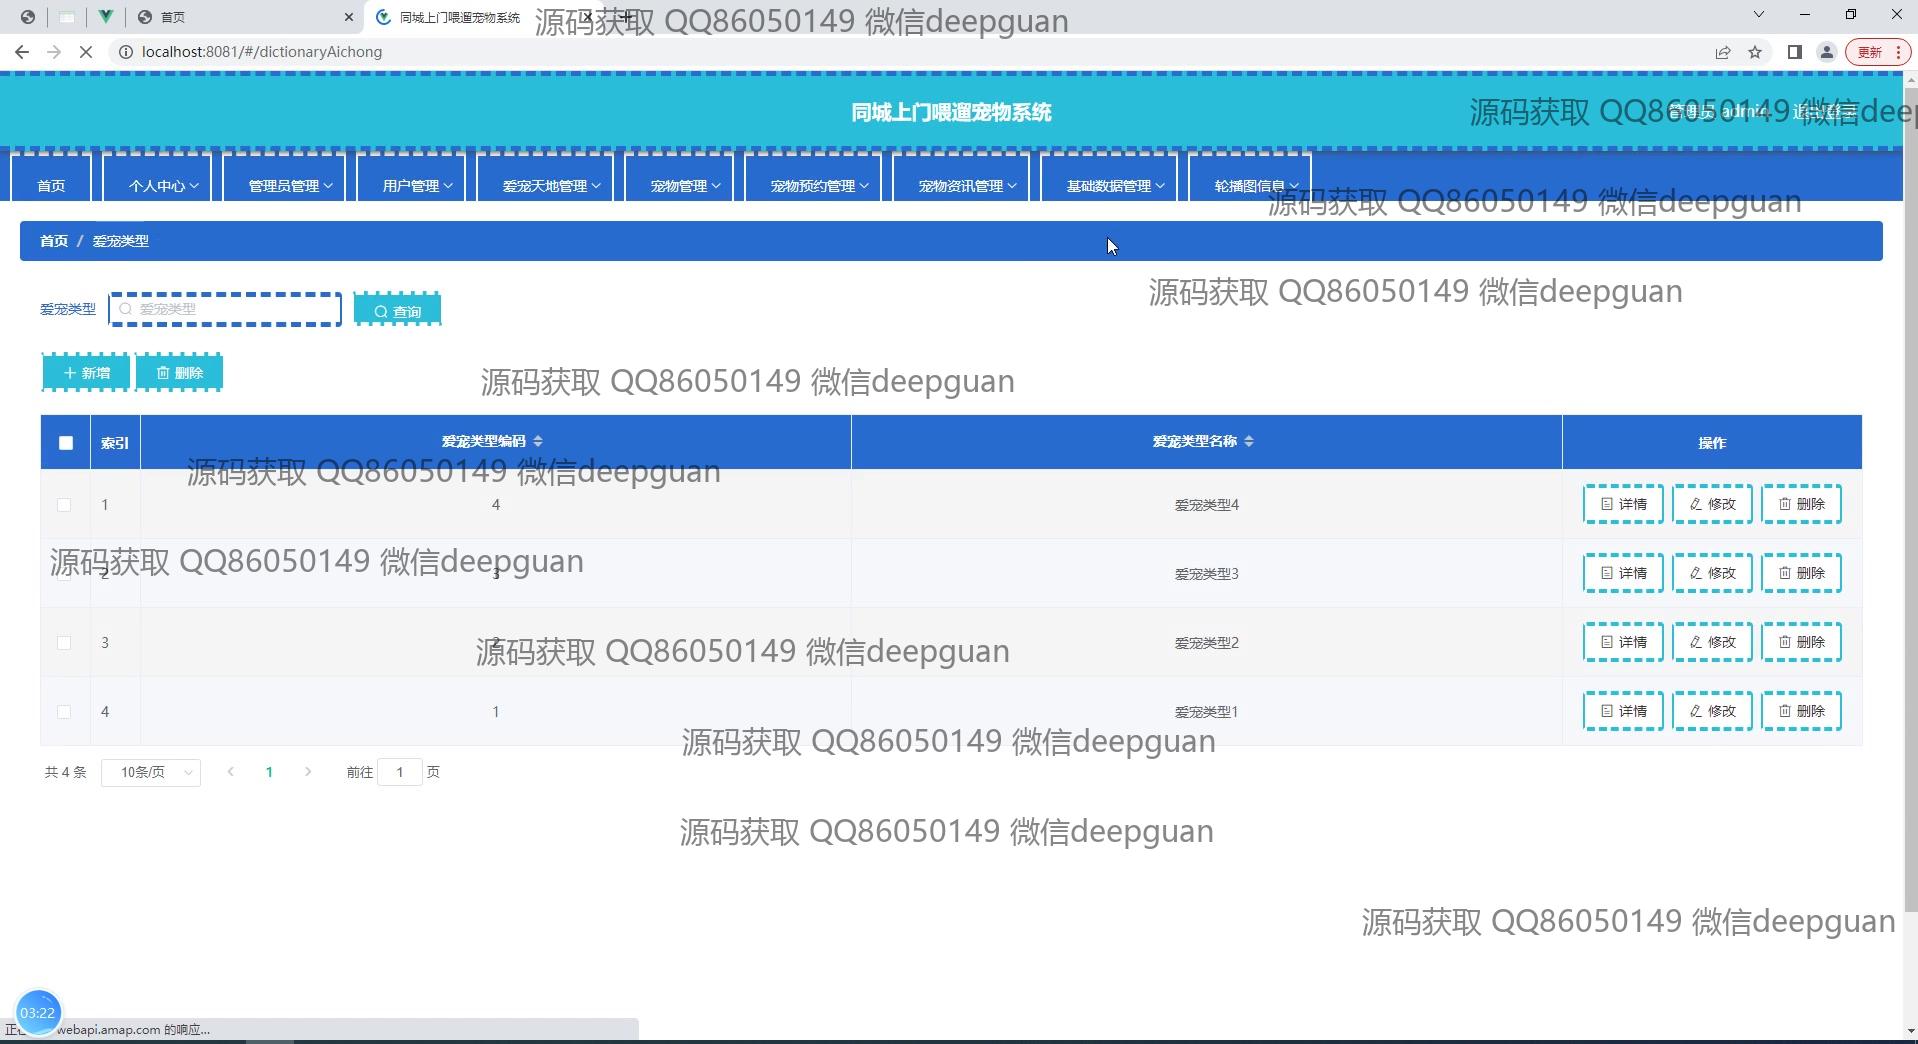 首页
同城上门喂遛宠物系统
源码获取 QQ86050149 微信deepguan
localhost:8081/#/dictionaryAichong
更新
同城上门喂遛宠物系统
管理员 admin
退出登录
源码获取 QQ86050149 微信deep
首页
个人中心
管理员管理
用户管理
爱宠天地管理
宠物管理
宠物预约管理
宠物资讯管理
基础数据管理
轮播图信息
源码获取 QQ86050149 微信deepguan
首页 / 爱宠类型
源码获取 QQ86050149 微信deepguan
爱宠类型
爱宠类型
查询
新增
删除
源码获取 QQ86050149 微信deepguan
索引
爱宠类型编码
爱宠类型名称
操作
源码获取 QQ86050149 微信deepguan
1
4
爱宠类型4
详情
修改
删除
源码获取 QQ86050149 微信deepguan
2
3
爱宠类型3
详情
修改
删除
3
2
爱宠类型2
详情
修改
删除
源码获取 QQ86050149 微信deepguan
4
1
爱宠类型1
详情
修改
删除
源码获取 QQ86050149 微信deepguan
共 4 条
10条/页
1
前往 1 页
源码获取 QQ86050149 微信deepguan
源码获取 QQ86050149 微信deepguan
03:22
webapi.amap.com 的响应...